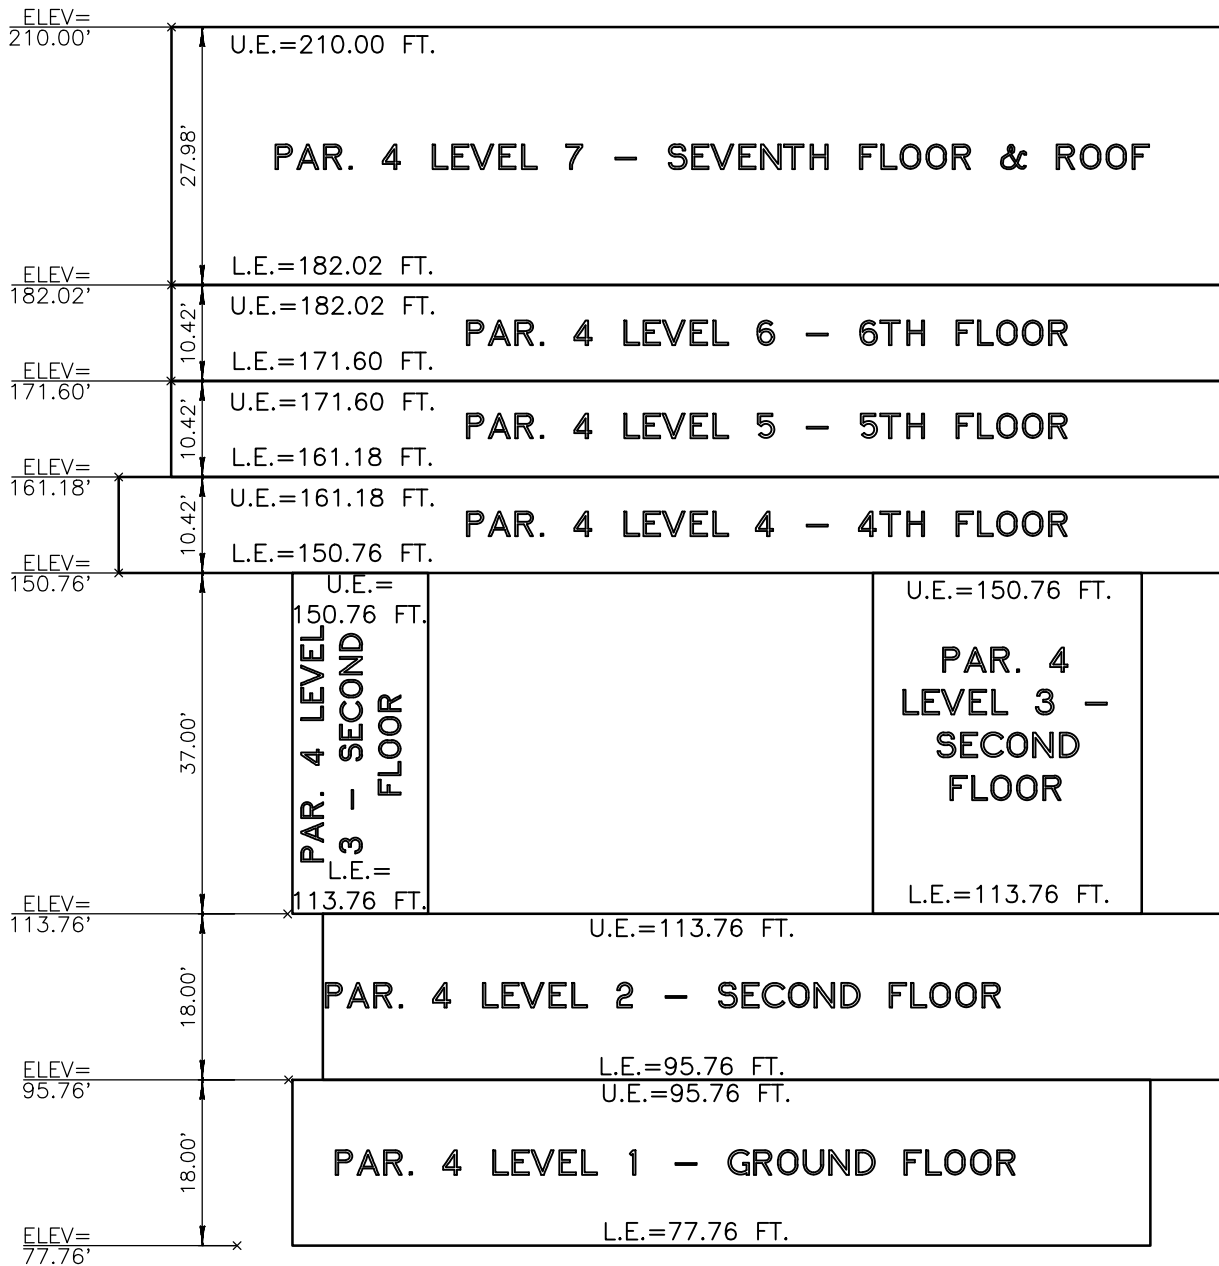 ELEV=
210.00'
U.E.=210.00 FT.
27.98'
PAR. 4 LEVEL 7 – SEVENTH FLOOR & ROOF
L.E.=182.02 FT.
ELEV=
182.02'
U.E.=182.02 FT.
10.42'
PAR. 4 LEVEL 6 – 6TH FLOOR
L.E.=171.60 FT.
ELEV=
171.60'
U.E.=171.60 FT.
10.42'
PAR. 4 LEVEL 5 – 5TH FLOOR
L.E.=161.18 FT.
ELEV=
161.18'
U.E.=161.18 FT.
10.42'
PAR. 4 LEVEL 4 – 4TH FLOOR
L.E.=150.76 FT.
ELEV=
150.76'
37.00'
U.E.=
150.76 FT.
PAR. 4 LEVEL
3 – SECOND
FLOOR
L.E.=
113.76 FT.
U.E.=150.76 FT.
PAR. 4
LEVEL 3 –
SECOND
FLOOR
L.E.=113.76 FT.
ELEV=
113.76'
U.E.=113.76 FT.
18.00'
PAR. 4 LEVEL 2 – SECOND FLOOR
L.E.=95.76 FT.
ELEV=
95.76'
U.E.=95.76 FT.
18.00'
PAR. 4 LEVEL 1 – GROUND FLOOR
L.E.=77.76 FT.
ELEV=
77.76'